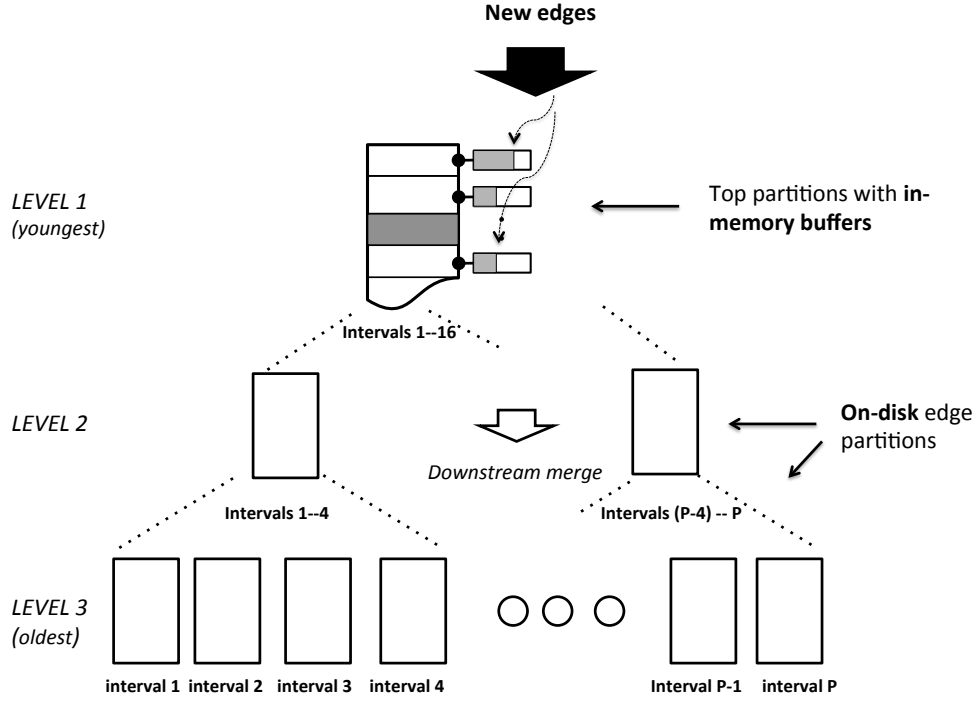 New edges
LEVEL 1
(youngest)
Top partitions with in-
memory buffers
Intervals 1--16
LEVEL 2
On-disk edge
partitions
Downstream merge
Intervals 1--4
Intervals (P-4) -- P
LEVEL 3
(oldest)
interval 1
interval 2
interval 3
interval 4
Interval P-1
interval P